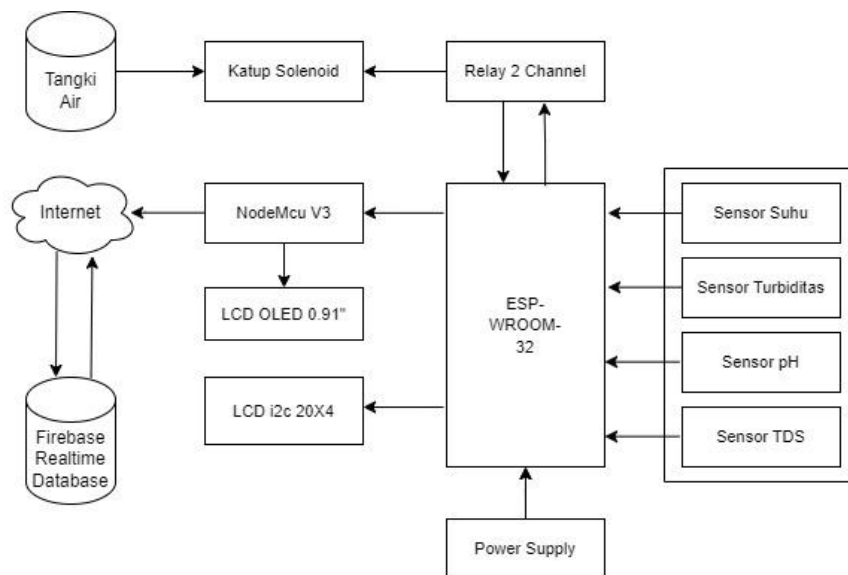 Tangki
Air
Katup Solenoid
Relay 2 Channel
Internet
NodeMcu V3
LCD OLED 0.91"
LCD i2c 20X4
Firebase
Realtime
Database
ESP-
WROOM-
32
Sensor Suhu
Sensor Turbiditas
Sensor pH
Sensor TDS
Power Supply